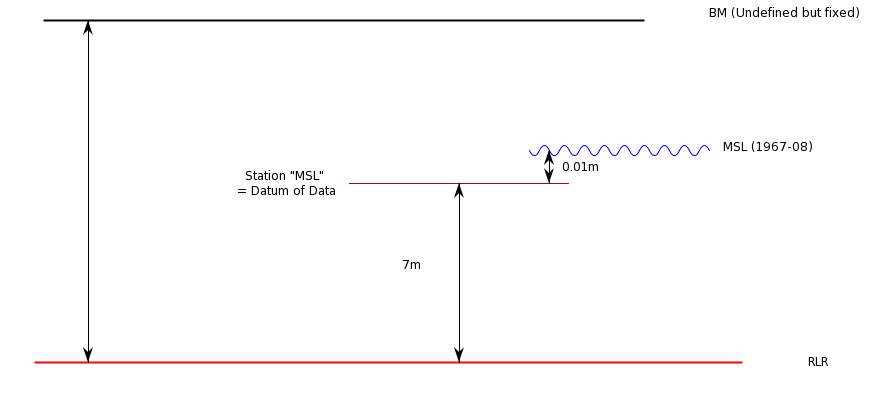 BM (Undefined but fixed)
MSL (1967-08)
0.01m
Station "MSL"
= Datum of Data
7m
RLR